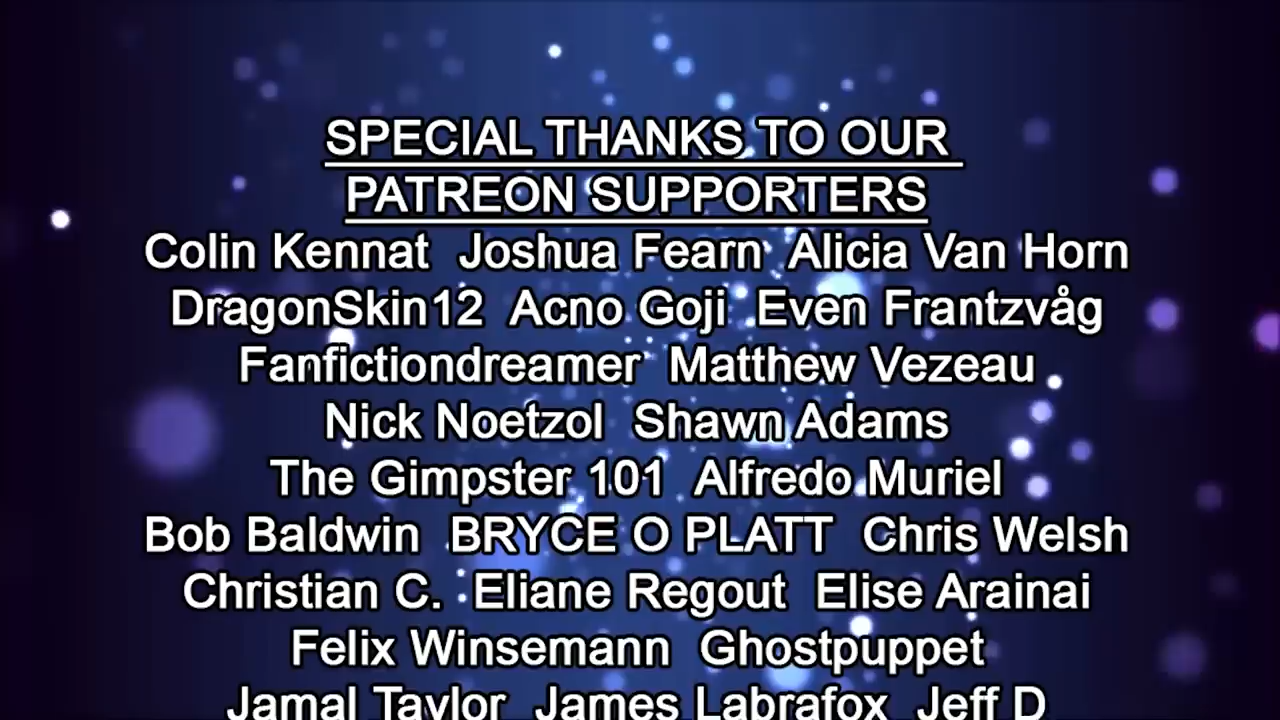 SPECIAL THANKS TO OUR
PATREON SUPPORTERS
Colin Kennat  Joshua Fearn  Alicia Van Horn
DragonSkin12  Acno Goji  Even Frantzvåg
Fanfictiondreamer  Matthew Vezeau
Nick Noetzol  Shawn Adams
The Gimpster 101  Alfredo Muriel
Bob Baldwin  BRYCE O PLATT  Chris Welsh
Christian C.  Eliane Regout  Elise Arainai
Felix Winsemann  Ghostpuppet
Jamal Taylor  James Labrafox  Jeff D